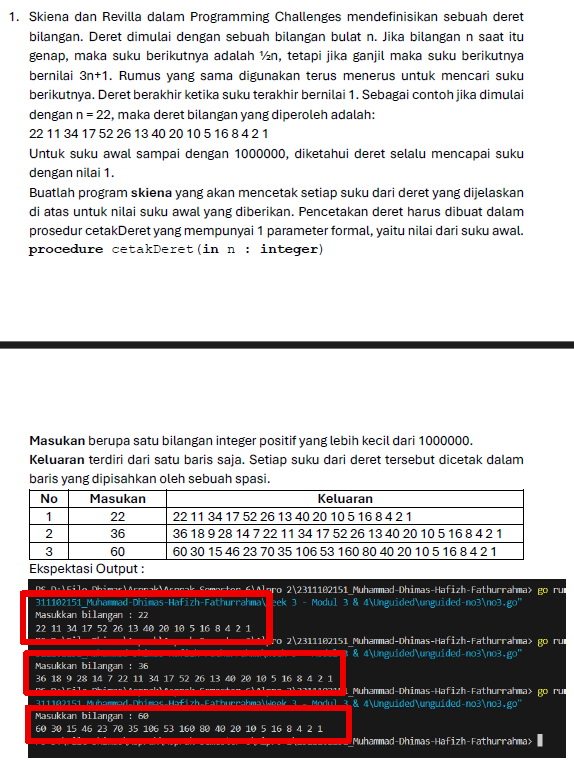 1. Skiena dan Revilla dalam Programming Challenges mendefinisikan sebuah deret
bilangan. Deret dimulai dengan sebuah bilangan bulat n. Jika bilangan n saat itu
genap, maka suku berikutnya adalah ½n, tetapi jika ganjil maka suku berikutnya
bernilai 3n+1. Rumus yang sama digunakan terus menerus untuk mencari suku
berikutnya. Deret berakhir ketika suku terakhir bernilai 1. Sebagai contoh jika dimulai
dengan n = 22, maka deret bilangan yang diperoleh adalah:
22 11 34 17 52 26 13 40 20 10 5 16 8 4 2 1
Untuk suku awal sampai dengan 1000000, diketahui deret selalu mencapai suku
dengan nilai 1.
Buatlah program skiena yang akan mencetak setiap suku dari deret yang dijelaskan
di atas untuk nilai suku awal yang diberikan. Pencetakan deret harus dibuat dalam
prosedur cetakDeret yang mempunyai 1 parameter formal, yaitu nilai dari suku awal.
procedure cetakDeret(in n : integer)
Masukan berupa satu bilangan integer positif yang lebih kecil dari 1000000.
Keluaran terdiri dari satu baris saja. Setiap suku dari deret tersebut dicetak dalam
baris yang dipisahkan oleh sebuah spasi.
No Masukan Keluaran
1 22 22 11 34 17 52 26 13 40 20 10 5 16 8 4 2 1
2 36 36 18 9 28 14 7 22 11 34 17 52 26 13 40 20 10 5 16 8 4 2 1
3 60 60 30 15 46 23 70 35 106 53 160 80 40 20 10 5 16 8 4 2 1
Ekspektasi Output :
pro 2\2311102151_Muhammad-Dhimas-Hafizh-Fathurrahma> go run
311102151_Muhammad-Dhimas-Hafizh-Fathurrahma\ eek 3 - Modul 3 & 4\Unguided\unguided-no3\no3.go"
Masukkan bilangan : 22
22 11 34 17 52 26 13 40 20 10 5 16 8 4 2 1
ro 2\2311102151_Muhammad-Dhimas-Hafizh-Fathurrahma> go run
& 4\Unguided\unguided-no3\no3.go"
Masukkan bilangan : 36
36 18 9 28 14 7 22 11 34 17 52 26 13 40 20 10 5 16 8 4 2 1
_Muhammad-Dhimas-Hafizh-Fathurrahma> go run
311102151_Muhammad-Dhimas-Hafizh-Fathurrahma\Week 3 - Modul 3 & 4\Unguided\unguided-no3\no3.go"
Masukkan bilangan : 60
60 30 15 46 23 70 35 106 53 160 80 40 20 10 5 16 8 4 2 1
_Muhammad-Dhimas-Hafizh-Fathurrahma>